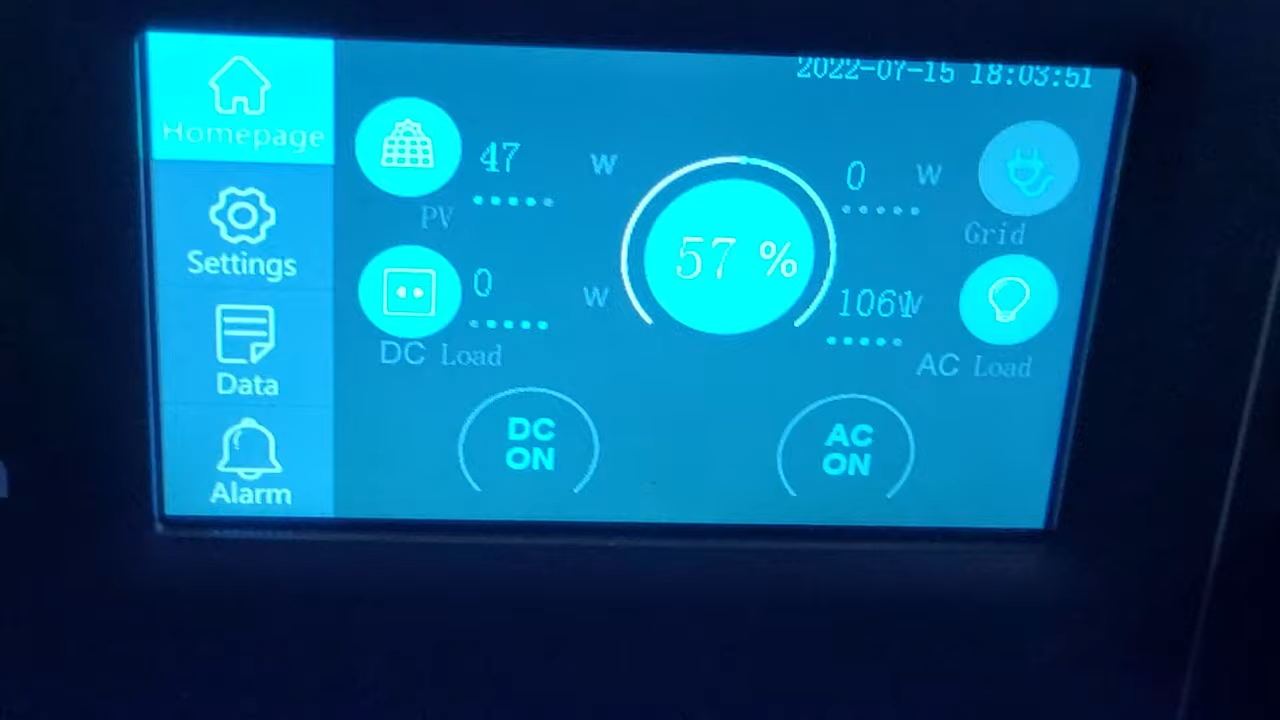 2022-07-15 18:03:51
Homepage
Settings
Data
Alarm
47 W
PV
0 W
DC Load
57 %
0 W
Grid
106W
AC Load
DC
ON
AC
ON